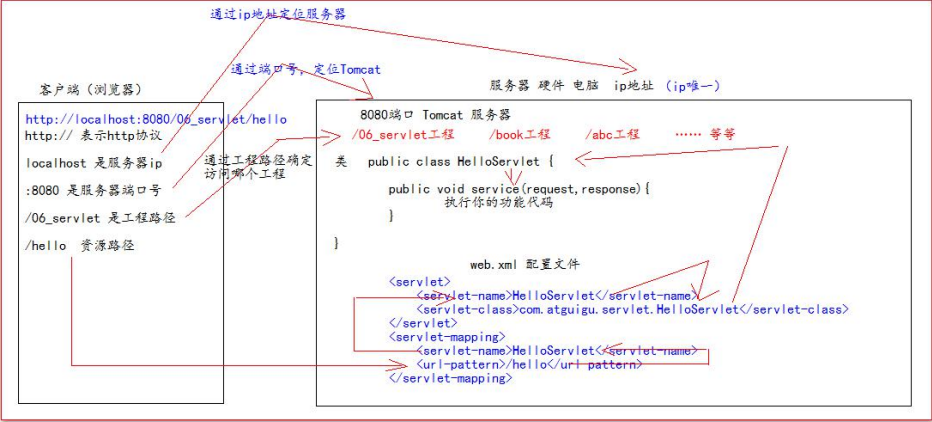 通过ip地址定位服务器
通过端口号，定位Tomcat
客户端（浏览器）
服务器 硬件 电脑 ip地址 (ip唯一)
http://localhost:8080/06_servlet/hello
http:// 表示http协议
localhost 是服务器ip
:8080 是服务器端口号
/06_servlet 是工程路径
/hello 资源路径
通过工程路径确定
访问哪个工程
8080端口 Tomcat 服务器
/06_servlet工程 /book工程 /abc工程 …… 等等
类 public class HelloServlet {
public void service(request,response){
执行你的功能代码
}
}
web.xml 配置文件
<servlet>
<servlet-name>HelloServlet</servlet-name>
<servlet-class>com.atguigu.servlet.HelloServlet</servlet-class>
</servlet>
<servlet-mapping>
<servlet-name>HelloServlet</servlet-name>
<url-pattern>/hello</url-pattern>
</servlet-mapping>